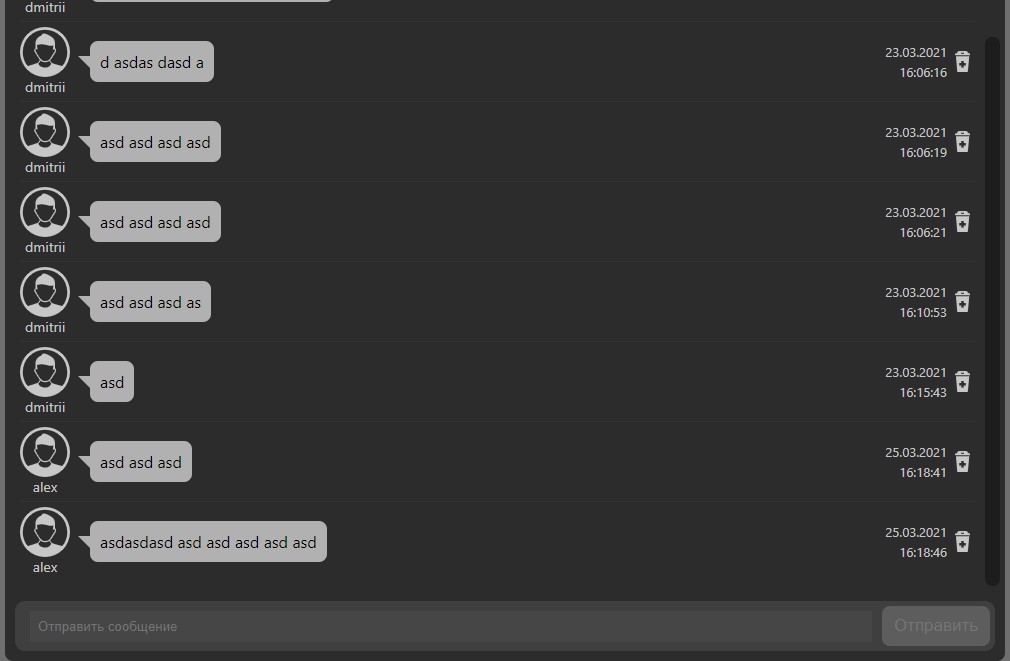 dmitrii
d asdas dasd a
23.03.2021
16:06:16
dmitrii
asd asd asd asd
23.03.2021
16:06:19
dmitrii
asd asd asd asd
23.03.2021
16:06:21
dmitrii
asd asd asd as
23.03.2021
16:10:53
dmitrii
asd
23.03.2021
16:15:43
dmitrii
asd asd asd
25.03.2021
16:18:41
alex
asdasdasd asd asd asd asd asd
25.03.2021
16:18:46
alex
Отправить сообщение
Отправить